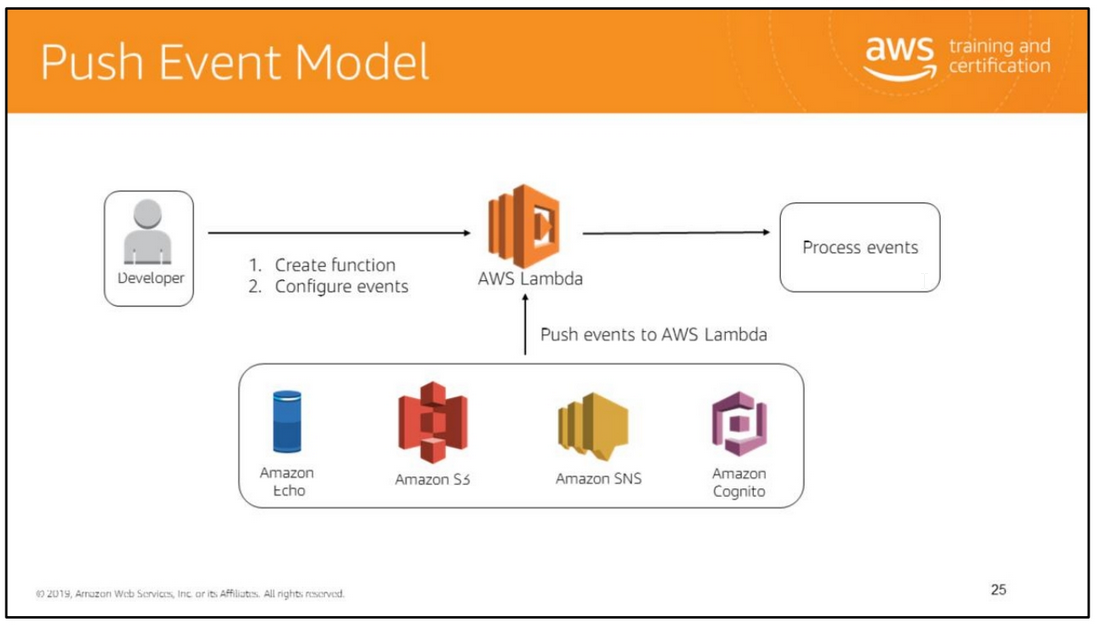 Push Event Model
aws training and
certification
Developer
1. Create function
2. Configure events
AWS Lambda
Process events
Push events to AWS Lambda
Amazon
Echo
Amazon S3
Amazon SNS
Amazon
Cognito
© 2019, Amazon Web Services, Inc. or its Affiliates. All rights reserved.
25